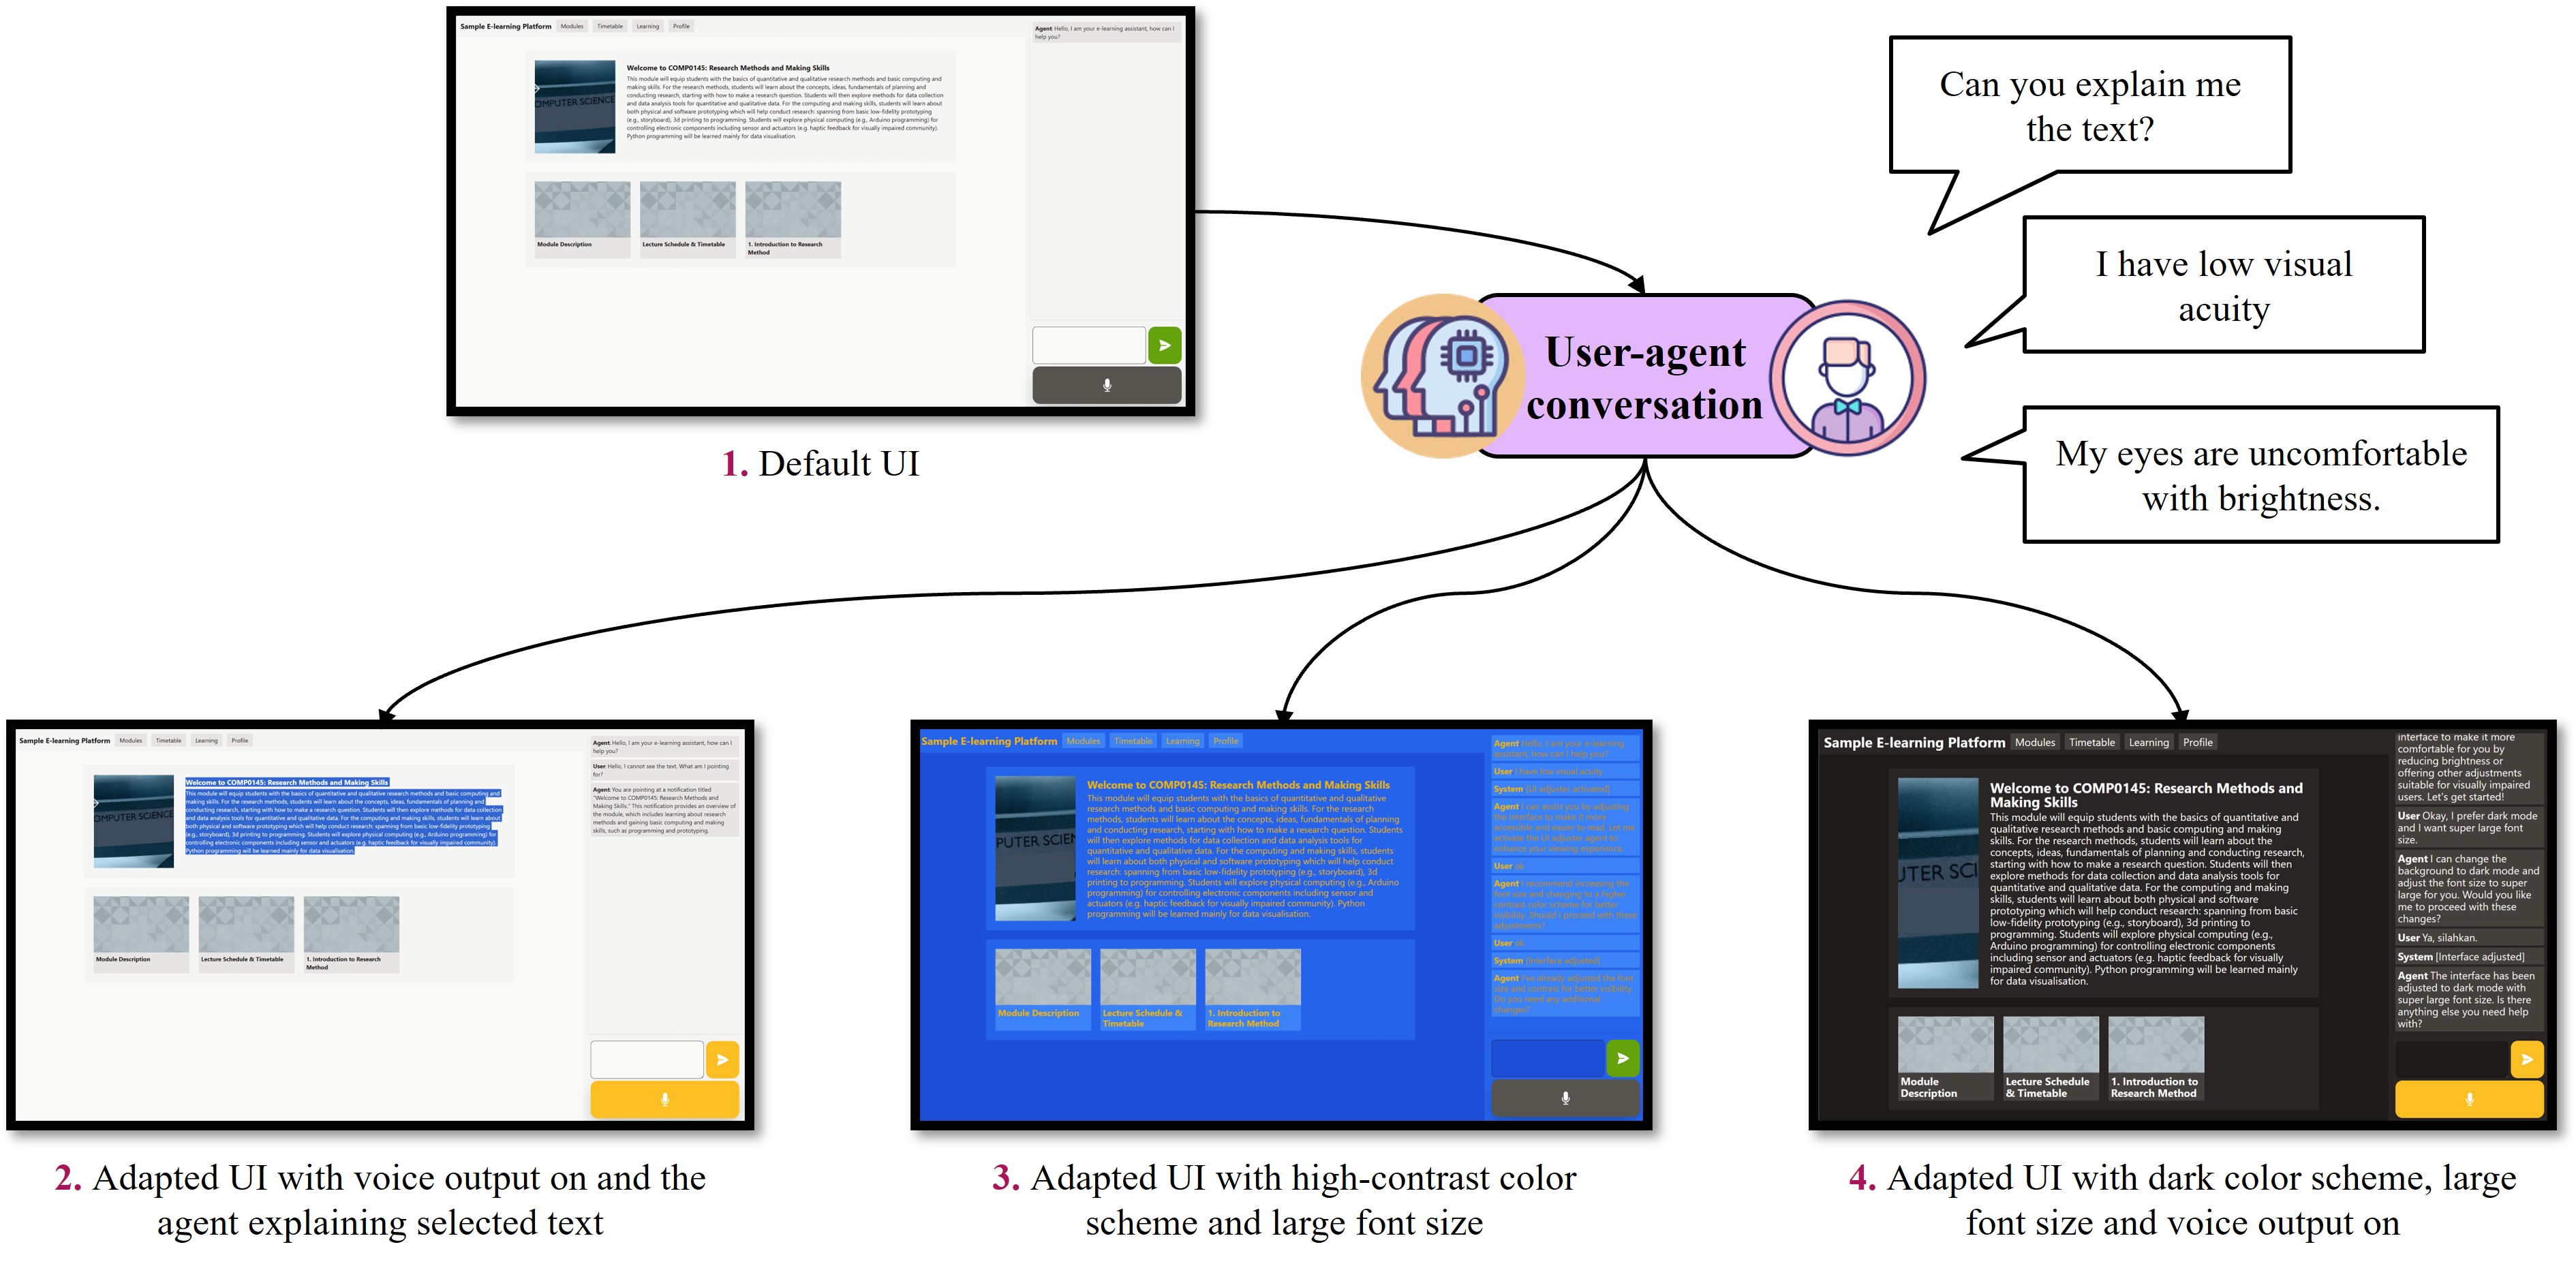 Sample E-learning Platform
Modules
Timetable
Learning
Profile
Agent Hello, I am your e-learning assistant, how can I
help you?
OMPUTER SCIENCE
Welcome to COMP0145: Research Methods and Making Skills
This module will equip students with the basics of quantitative and qualitative research methods and basic computing and
making skills. For the research methods, students will learn about the concepts, ideas, fundamentals of planning and
conducting research, starting with how to make a research question. Students will then explore methods for data collection
and data analysis tools for quantitative and qualitative data. For the computing and making skills, students will learn about
both physical and software prototyping which will help conduct research: spanning from basic low-fidelity prototyping
(e.g., storyboard), 3d printing to programming. Students will explore physical computing (e.g., Arduino programming) for
controlling electronic components including sensor and actuators (e.g. haptic feedback for visually impaired community).
Python programming will be learned mainly for data visualisation.
Module Description
Lecture Schedule & Timetable
1. Introduction to Research
Method
1. Default UI
Can you explain me
the text?
I have low visual
acuity
My eyes are uncomfortable
with brightness.
User-agent
conversation
Sample E-learning Platform
Modules
Timetable
Learning
Profile
OMPUTER SCIENCE
Welcome to COMP0145: Research Methods and Making Skills
This module will equip students with the basics of quantitative and qualitative research methods and basic computing and
making skills. For the research methods, students will learn about the concepts, ideas, fundamentals of planning and
conducting research, starting with how to make a research question. Students will then explore methods for data collection
and data analysis tools for quantitative and qualitative data. For the computing and making skills, students will learn about
both physical and software prototyping which will help conduct research: spanning from basic low-fidelity prototyping
(e.g., storyboard), 3d printing to programming. Students will explore physical computing (e.g., Arduino programming) for
controlling electronic components including sensor and actuators (e.g. haptic feedback for visually impaired community).
Python programming will be learned mainly for data visualisation.
Module Description
Lecture Schedule & Timetable
1. Introduction to Research
Method
Agent Hello, I am your e-learning assistant, how can I
help you?
User Hello, I cannot see the text. What am I pointing
for?
Agent You are pointing at a notification titled
"Welcome to COMP0145: Research Methods and
Making Skills." This notification provides an overview of
the module, which includes learning about research
methods and gaining basic computing and making
skills, such as programming and prototyping.
2. Adapted UI with voice output on and the
agent explaining selected text
Sample E-learning Platform
Modules
Timetable
Learning
Profile
PUTER SCIEN
Welcome to COMP0145: Research Methods and Making Skills
This module will equip students with the basics of quantitative and qualitative
research methods and basic computing and making skills. For the research
methods, students will learn about the concepts, ideas, fundamentals of planning
and conducting research, starting with how to make a research question. Students
will then explore methods for data collection and data analysis tools for
quantitative and qualitative data. For the computing and making skills, students
will learn about both physical and software prototyping which will help conduct
research: spanning from basic low-fidelity prototyping (e.g., storyboard), 3d
printing to programming. Students will explore physical computing (e.g., Arduino
programming) for controlling electronic components including sensor and
actuators (e.g. haptic feedback for visually impaired community). Python
programming will be learned mainly for data visualisation.
Module Description
Lecture Schedule &
Timetable
1. Introduction to
Research Method
Agent Hello, I am your e-learning
assistant, how can I help you?
User I have low visual acuity
System [UI adjuster activated]
Agent I can assist you by adjusting
the interface to make it more
accessible and easier to read. Let me
activate the UI adjuster agent to
enhance your viewing experience.
User ok
Agent I recommend increasing the
font size and changing to a higher
contrast color scheme for better
visibility. Should I proceed with these
adjustments?
User ok
System [Interface adjusted]
Agent I've already adjusted the font
size and contrast for better visibility.
Do you need any additional
changes?
3. Adapted UI with high-contrast color
scheme and large font size
Sample E-learning Platform
Modules
Timetable
Learning
Profile
UTER SCI
Welcome to COMP0145: Research Methods and
Making Skills
This module will equip students with the basics of quantitative and
qualitative research methods and basic computing and making
skills. For the research methods, students will learn about the
concepts, ideas, fundamentals of planning and conducting research,
starting with how to make a research question. Students will then
explore methods for data collection and data analysis tools for
quantitative and qualitative data. For the computing and making
skills, students will learn about both physical and software
prototyping which will help conduct research: spanning from basic
low-fidelity prototyping (e.g., storyboard), 3d printing to
programming. Students will explore physical computing (e.g.,
Arduino programming) for controlling electronic components
including sensor and actuators (e.g. haptic feedback for visually
impaired community). Python programming will be learned mainly
for data visualisation.
Module
Description
Lecture Schedule
& Timetable
1. Introduction to
Research Method
interface to make it more
comfortable for you by
reducing brightness or
offering other adjustments
suitable for visually impaired
users. Let's get started!
User Okay, I prefer dark mode
and I want super large font
size.
Agent I can change the
background to dark mode and
adjust the font size to super
large for you. Would you like
me to proceed with these
changes?
User Ya, silahkan.
System [Interface adjusted]
Agent The interface has been
adjusted to dark mode with
super large font size. Is there
anything else you need help
with?
4. Adapted UI with dark color scheme, large
font size and voice output on